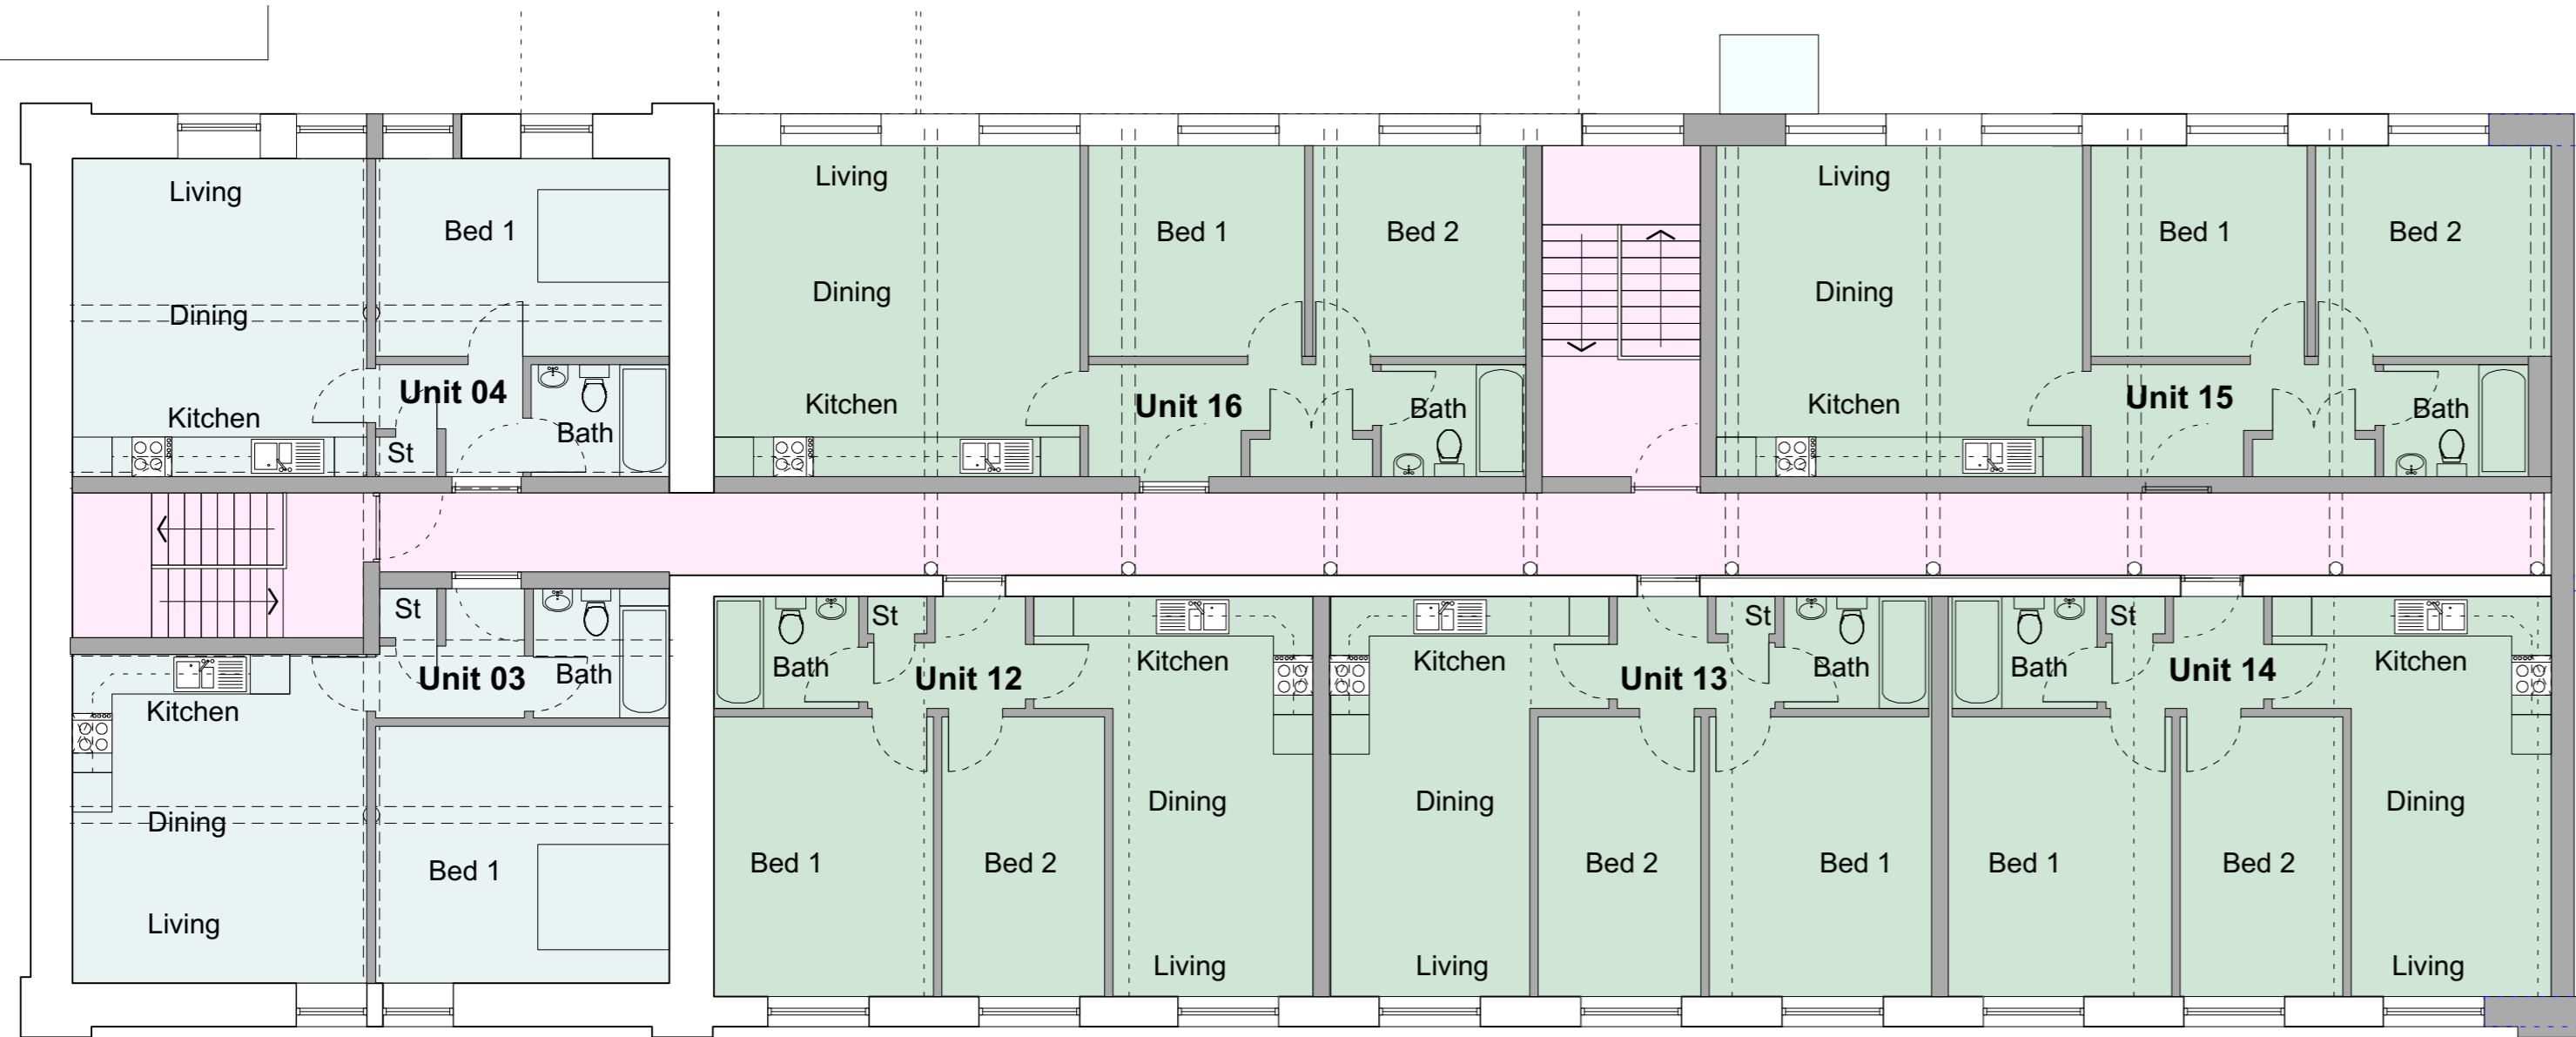 Living
Bed 1
Dining
Unit 04
Kitchen
Bath
St
Living
Bed 1
Bed 2
Dining
Kitchen
Unit 16
Bath
Living
Bed 1
Bed 2
Dining
Kitchen
Unit 15
Bath
St
Unit 03
Bath
Kitchen
Dining
Bed 1
Living
St
Bath
Unit 12
Kitchen
Dining
Bed 1
Bed 2
Living
Kitchen
Unit 13
St
Bath
Dining
Bed 2
Bed 1
Living
St
Bath
Unit 14
Kitchen
Dining
Bed 1
Bed 2
Living